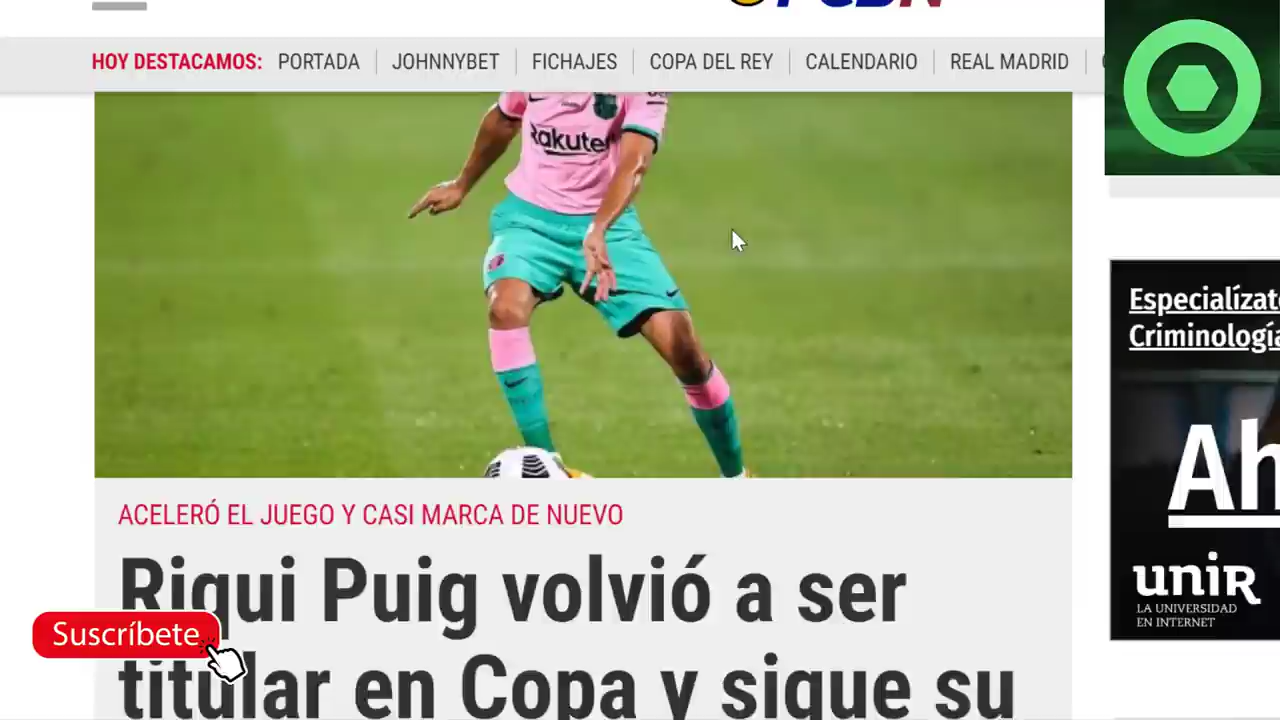 HOY DESTACAMOS: PORTADA JOHNNYBET FICHAJES COPA DEL REY CALENDARIO REAL MADRID
Rakuten
ACELERÓ EL JUEGO Y CASI MARCA DE NUEVO
Riqui Puig volvió a ser
titular en Copa y sigue su
Suscríbete
Especialízate
Criminología
Ah
unir
LA UNIVERSIDAD
EN INTERNET